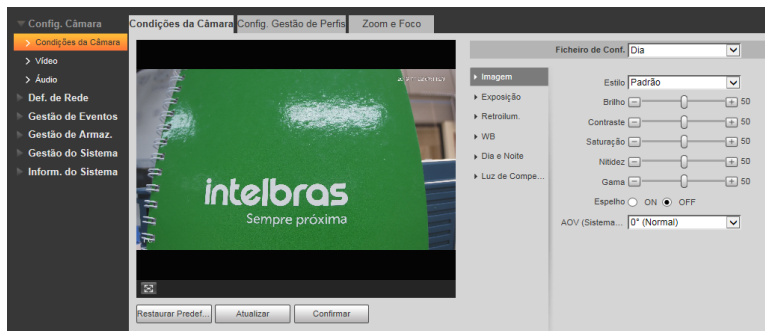 Config. Câmara
Condições da Câmara
Vídeo
Áudio
Def. de Rede
Gestão de Eventos
Gestão de Armaz.
Gestão do Sistema
Inform. do Sistema
Condições da Câmara
Config. Gestão de Perfis
Zoom e Foco
intelbras
Sempre próxima
Restaurar Predef...
Atualizar
Confirmar
Ficheiro de Conf. Dia
Imagem
Exposição
Retroilum.
WB
Dia e Noite
Luz de Compe...
Estilo Padrão
Brilho 50
Contraste 50
Saturação 50
Nitidez 50
Gama 50
Espelho ON OFF
AOV (Sistema... 0° (Normal)